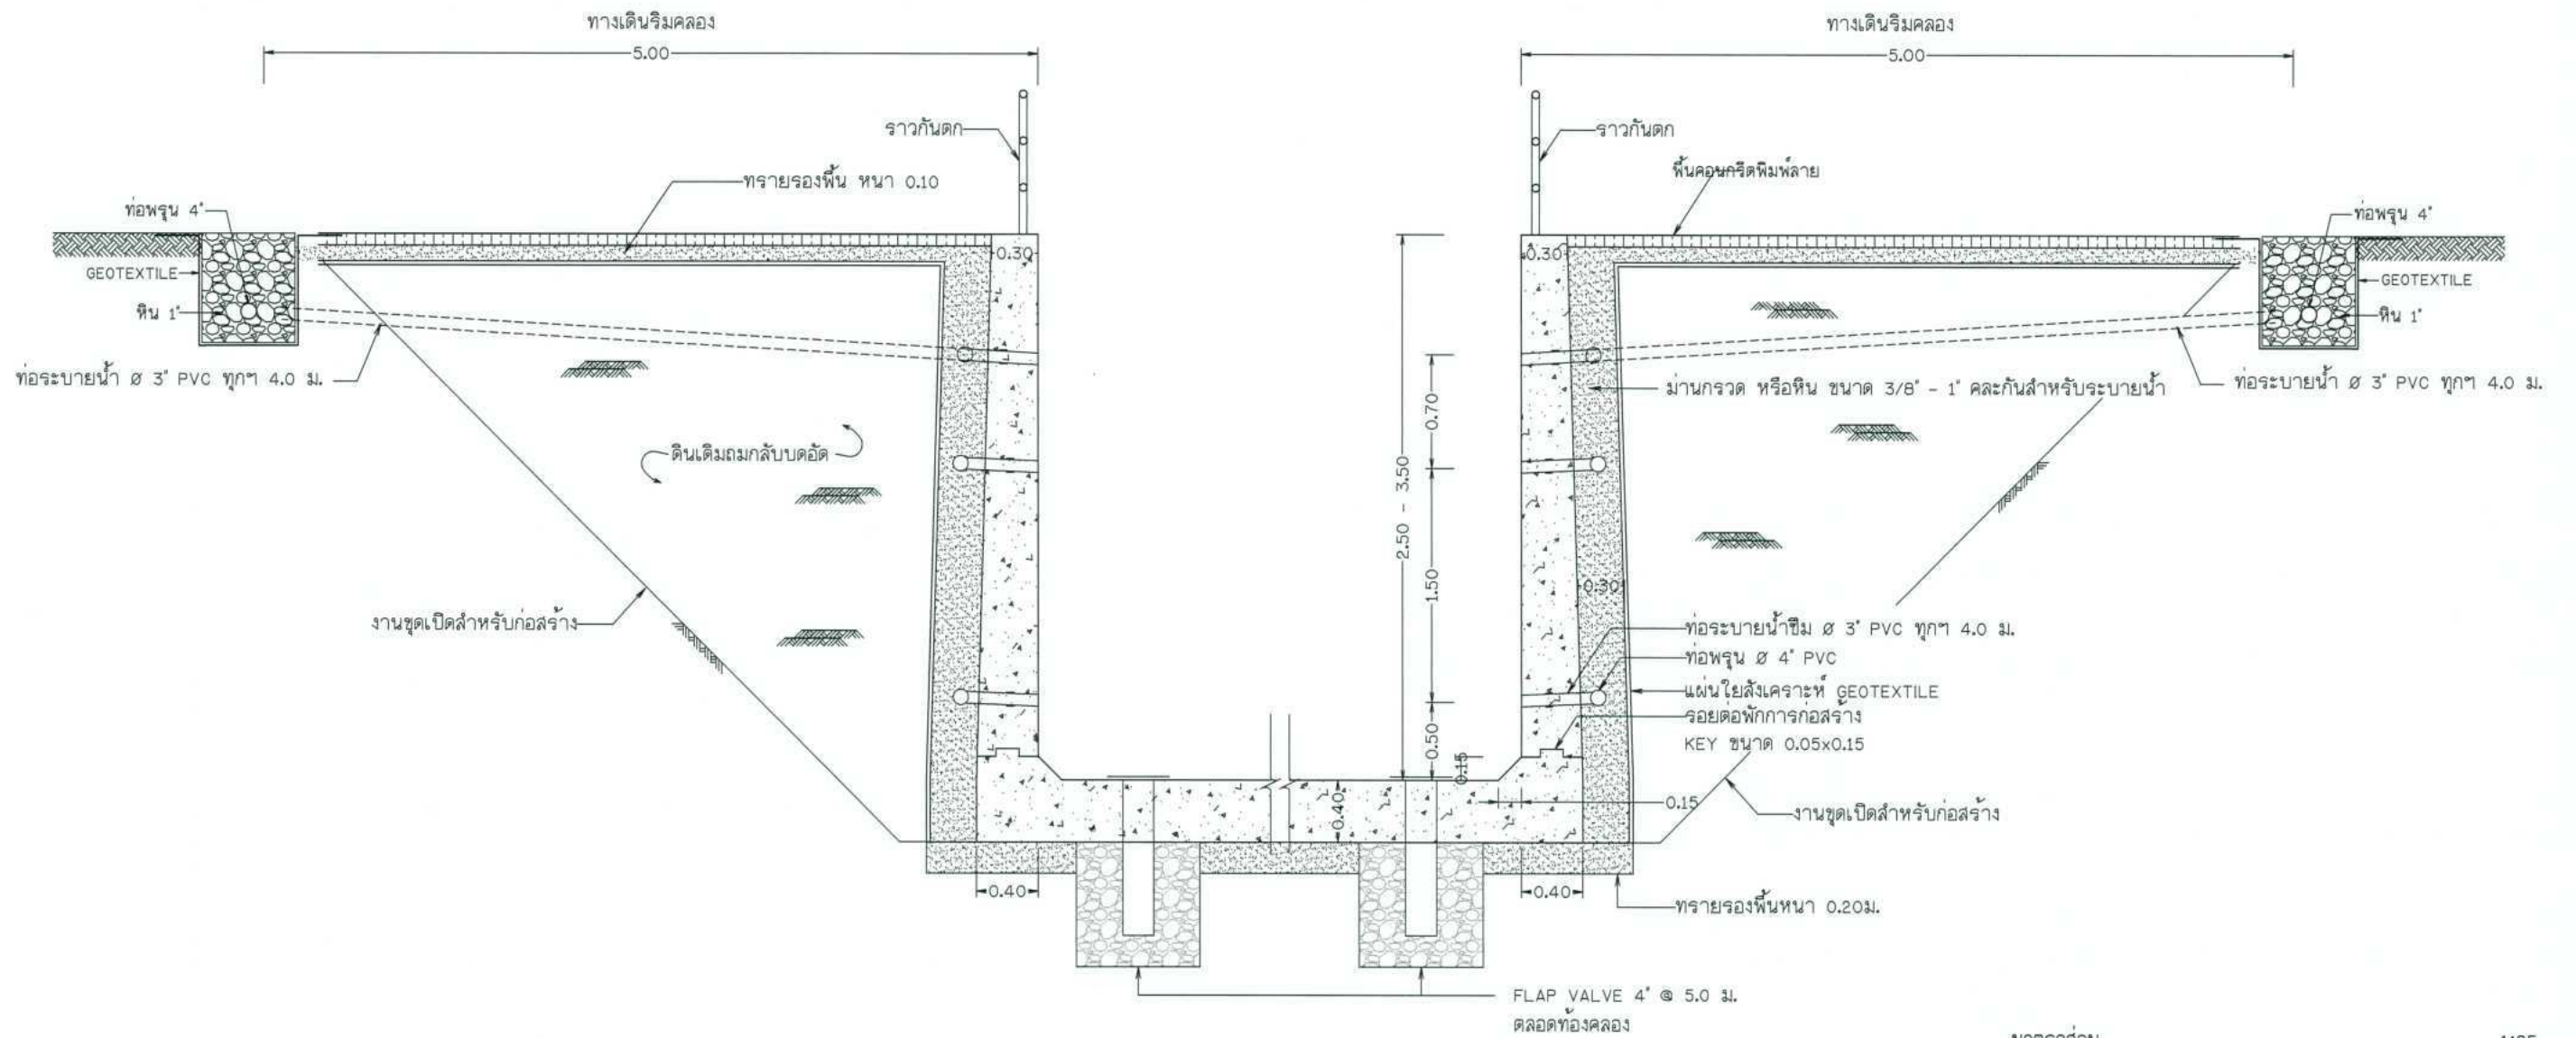 ทางเดินริมคลอง
ทางเดินริมคลอง
5.00
5.00
ราวกันตก
ราวกันตก
ทรายรองพื้น หนา 0.10
พื้นคอนกรีตพิมพ์ลาย
ท่อพรุน 4"
ท่อพรุน 4"
0.30
0.30
GEOTEXTILE
GEOTEXTILE
หิน 1"
หิน 1"
ท่อระบายน้ำ Ø 3" PVC ทุกๆ 4.0 ม.
ม่านกรวด หรือหิน ขนาด 3/8" - 1" คละกันสำหรับระบายน้ำ
ท่อระบายน้ำ Ø 3" PVC ทุกๆ 4.0 ม.
0.70
ดินเดิมถมกลับบดอัด
2.50 - 3.50
1.50
0.30
งานขุดเปิดสำหรับก่อสร้าง
ท่อระบายน้ำซึม Ø 3" PVC ทุกๆ 4.0 ม.
ท่อพรุน Ø 4" PVC
แผ่นใยสังเคราะห์ GEOTEXTILE
รอยต่อพักการก่อสร้าง
KEY ขนาด 0.05x0.15
0.50
0.15
0.40
0.15
งานขุดเปิดสำหรับก่อสร้าง
0.40
0.40
ทรายรองพื้นหนา 0.20ม.
FLAP VALVE 4" @ 5.0 ม.
ตลอดท้องคลอง